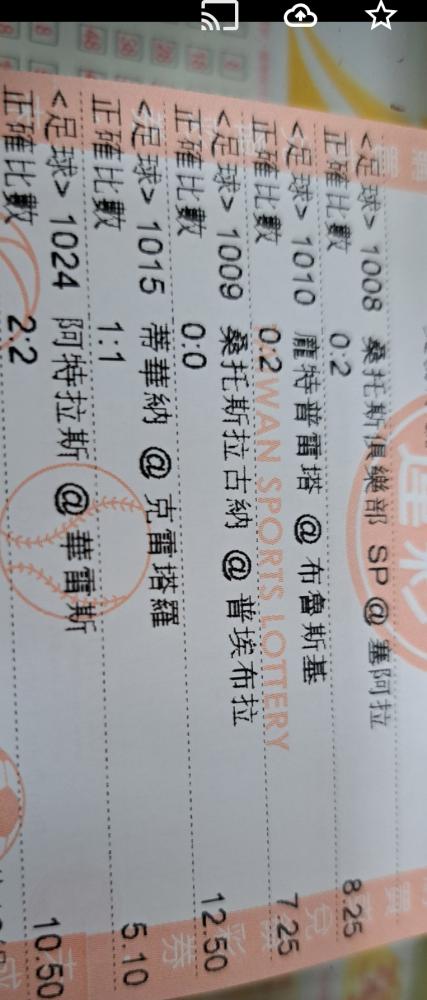 <足球> 1008 桑托斯俱樂部 SP @ 塞阿拉
正確比數 0:2 8.25
<足球> 1010 龐特普雷塔 @ 布魯斯基
正確比數 0:2 7.25
<足球> 1009 桑托斯拉古納 @ 普埃布拉
正確比數 0:0 12.50
<足球> 1015 蒂華納 @ 克雷塔羅
正確比數 1:1 5.10
<足球> 1024 阿特拉斯 @ 華雷斯
正確比數 2:2 10.50
WAN SPORTS LOTTERY
運彩